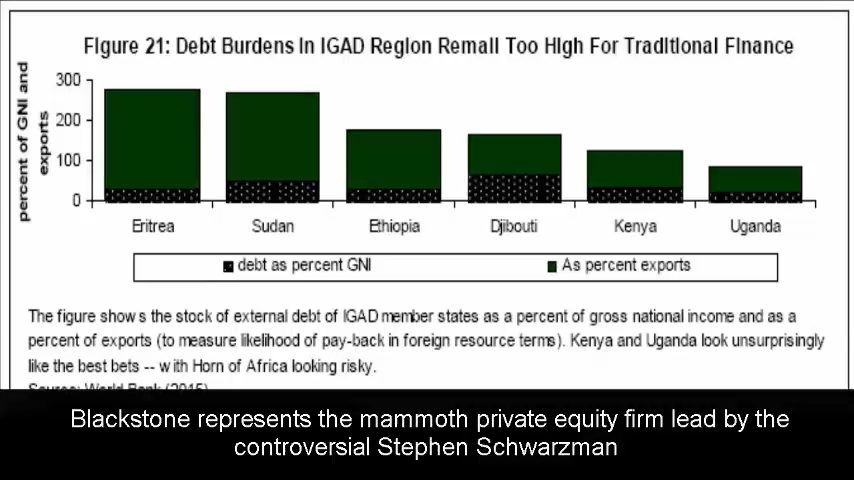 Figure 21: Debt Burdens In IGAD Region Remail Too High For Traditional Finance
percent of GNI and
exports
300
200
100
0
Eritrea
Sudan
Ethiopia
Djibouti
Kenya
Uganda
debt as percent GNI
As percent exports
The figure shows the stock of external debt of IGAD member states as a percent of gross national income and as a
percent of exports (to measure likelihood of pay-back in foreign resource terms). Kenya and Uganda look unsurprisingly
like the best bets -- with Horn of Africa looking risky.
Source: World Bank (2015)
Blackstone represents the mammoth private equity firm lead by the
controversial Stephen Schwarzman